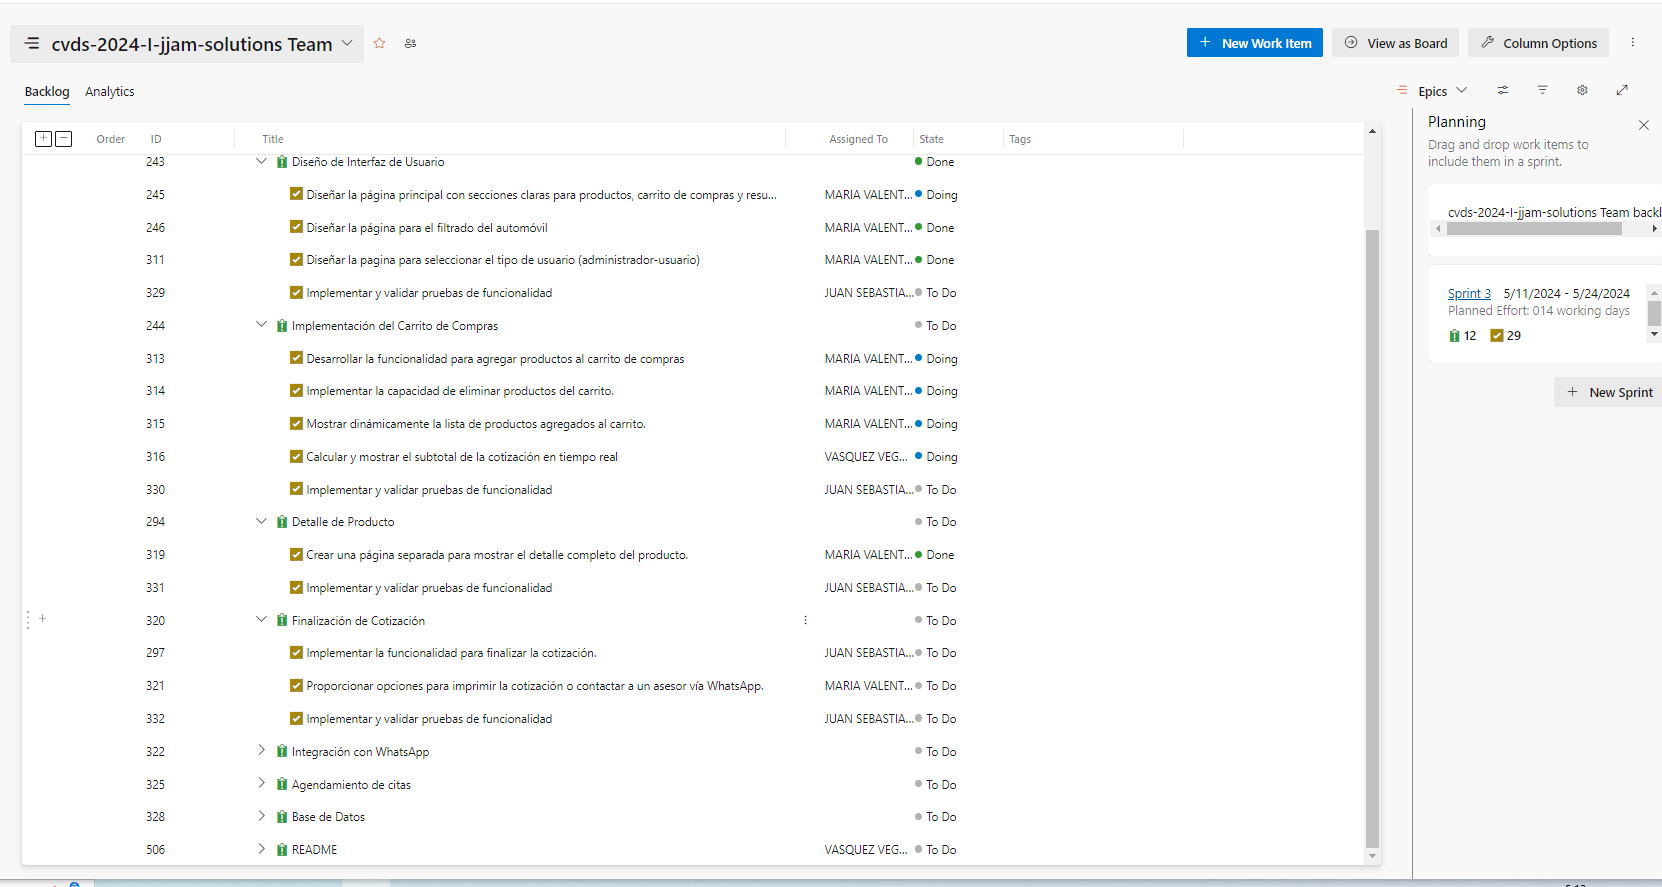 cvds-2024-I-jjam-solutions Team
New Work Item
View as Board
Column Options
Backlog
Analytics
Epics
Order
ID
Title
Assigned To
State
Tags
243 Diseño de Interfaz de Usuario Done
245 Diseñar la página principal con secciones claras para productos, carrito de compras y resu... MARIA VALENT... Doing
246 Diseñar la página para el filtrado del automóvil MARIA VALENT... Done
311 Diseñar la pagina para seleccionar el tipo de usuario (administrador-usuario) MARIA VALENT... Done
329 Implementar y validar pruebas de funcionalidad JUAN SEBASTIA... To Do
244 Implementación del Carrito de Compras To Do
313 Desarrollar la funcionalidad para agregar productos al carrito de compras MARIA VALENT... Doing
314 Implementar la capacidad de eliminar productos del carrito. MARIA VALENT... Doing
315 Mostrar dinámicamente la lista de productos agregados al carrito. MARIA VALENT... Doing
316 Calcular y mostrar el subtotal de la cotización en tiempo real VASQUEZ VEG... Doing
330 Implementar y validar pruebas de funcionalidad JUAN SEBASTIA... To Do
294 Detalle de Producto To Do
319 Crear una página separada para mostrar el detalle completo del producto. MARIA VALENT... Done
331 Implementar y validar pruebas de funcionalidad JUAN SEBASTIA... To Do
320 Finalización de Cotización To Do
297 Implementar la funcionalidad para finalizar la cotización. JUAN SEBASTIA... To Do
321 Proporcionar opciones para imprimir la cotización o contactar a un asesor vía WhatsApp. MARIA VALENT... To Do
332 Implementar y validar pruebas de funcionalidad JUAN SEBASTIA... To Do
322 Integración con WhatsApp To Do
325 Agendamiento de citas To Do
328 Base de Datos To Do
506 README VASQUEZ VEG... To Do
Planning
Drag and drop work items to
include them in a sprint.
cvds-2024-I-jjam-solutions Team backl
Sprint 3 5/11/2024 - 5/24/2024
Planned Effort: 014 working days
12 29
New Sprint